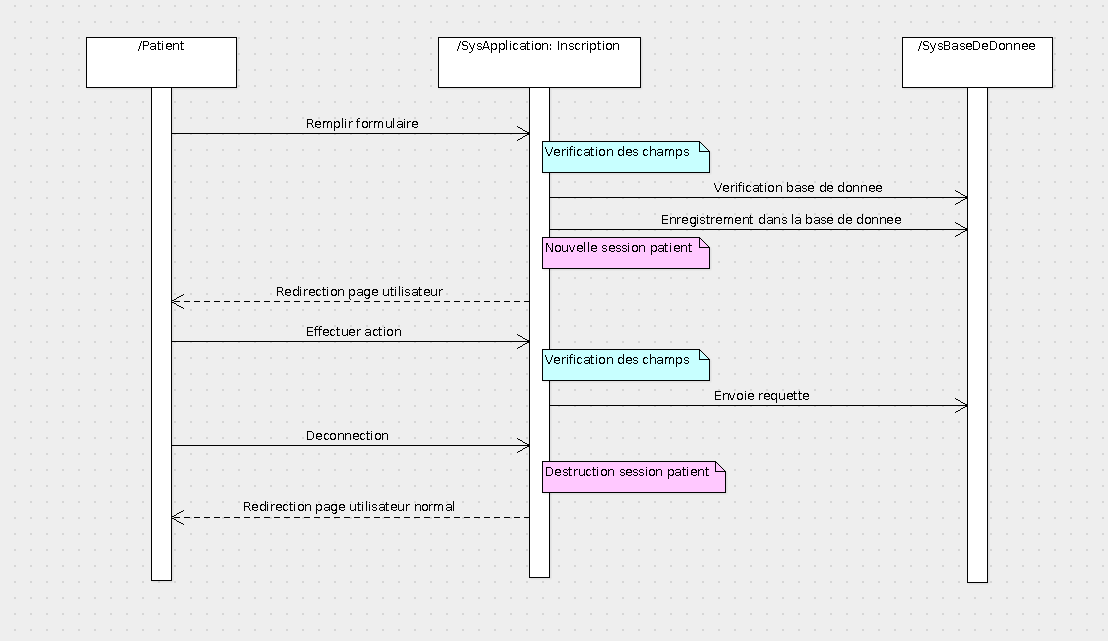 /Patient
/SysApplication: Inscription
/SysBaseDeDonnee
Remplir formulaire
Verification des champs
Verification base de donnee
Enregistrement dans la base de donnee
Nouvelle session patient
Redirection page utilisateur
Effectuer action
Verification des champs
Envoie requette
Deconnection
Destruction session patient
Redirection page utilisateur normal